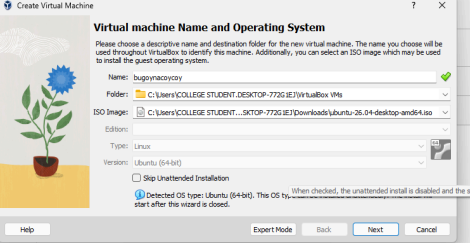 Create Virtual Machine
Virtual machine Name and Operating System
Please choose a descriptive name and destination folder for the new virtual machine. The name you choose will be
used throughout VirtualBox to identify this machine. Additionally, you can select an ISO image which may be used
to install the guest operating system.
Name: bugoynacoycoy
Folder: C:\Users\COLLEGE STUDENT.DESKTOP-772G1EJ\VirtualBox VMs
ISO Image: C:\Users\COLLEGE STUDENT....SKTOP-772G1EJ\Downloads\ubuntu-26.04-desktop-amd64.iso
Edition:
Type: Linux
Version: Ubuntu (64-bit)
Skip Unattended Installation
When checked, the unattended install is disabled and the s
Detected OS type: Ubuntu (64-bit). This OS
start after this wizard is closed.
Help
Expert Mode
Back
Next
Cancel